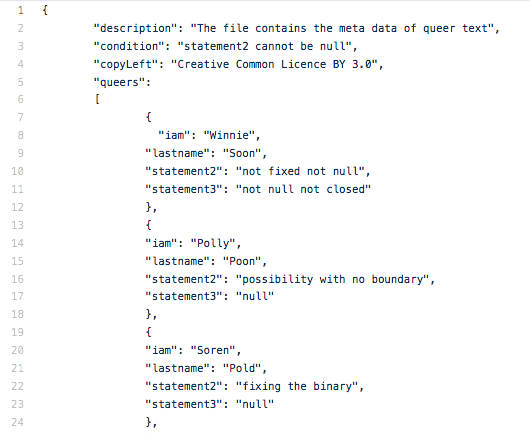 1 {
2 "description": "The file contains the meta data of queer text",
3 "condition": "statement2 cannot be null",
4 "copyLeft": "Creative Common Licence BY 3.0",
5 "queers":
6 [
7 {
8 "iam": "Winnie",
9 "lastname": "Soon",
10 "statement2": "not fixed not null",
11 "statement3": "not null not closed"
12 },
13 {
14 "iam": "Polly",
15 "lastname": "Poon",
16 "statement2": "possibility with no boundary",
17 "statement3": "null"
18 },
19 {
20 "iam": "Soren",
21 "lastname": "Pold",
22 "statement2": "fixing the binary",
23 "statement3": "null"
24 },